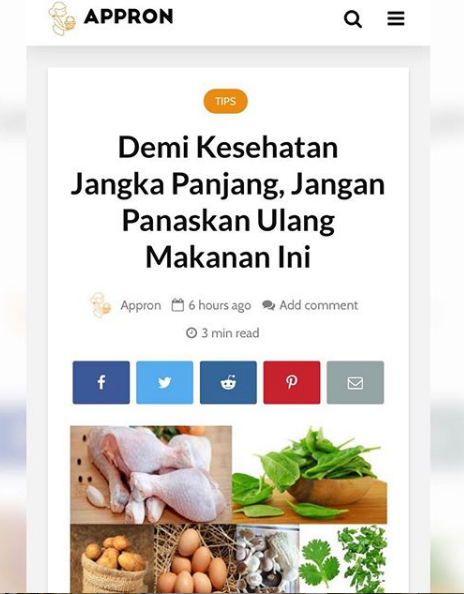 APPRON
TIPS
Demi Kesehatan
Jangka Panjang, Jangan
Panaskan Ulang
Makanan Ini
Appron 6 hours ago Add comment
3 min read